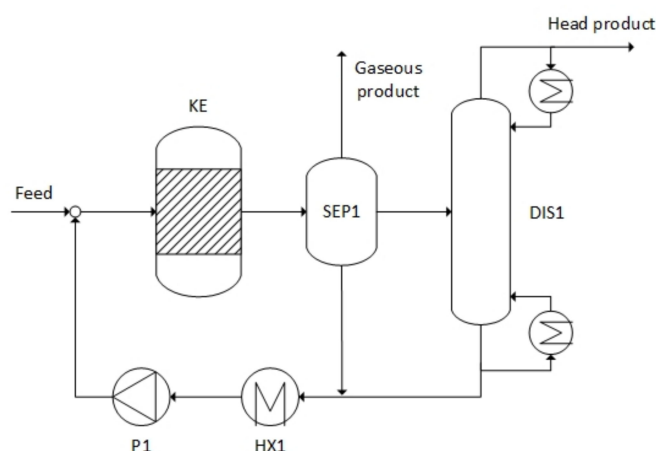 Head product
Gaseous
product
KE
Feed
SEP1
DIS1
P1
HX1